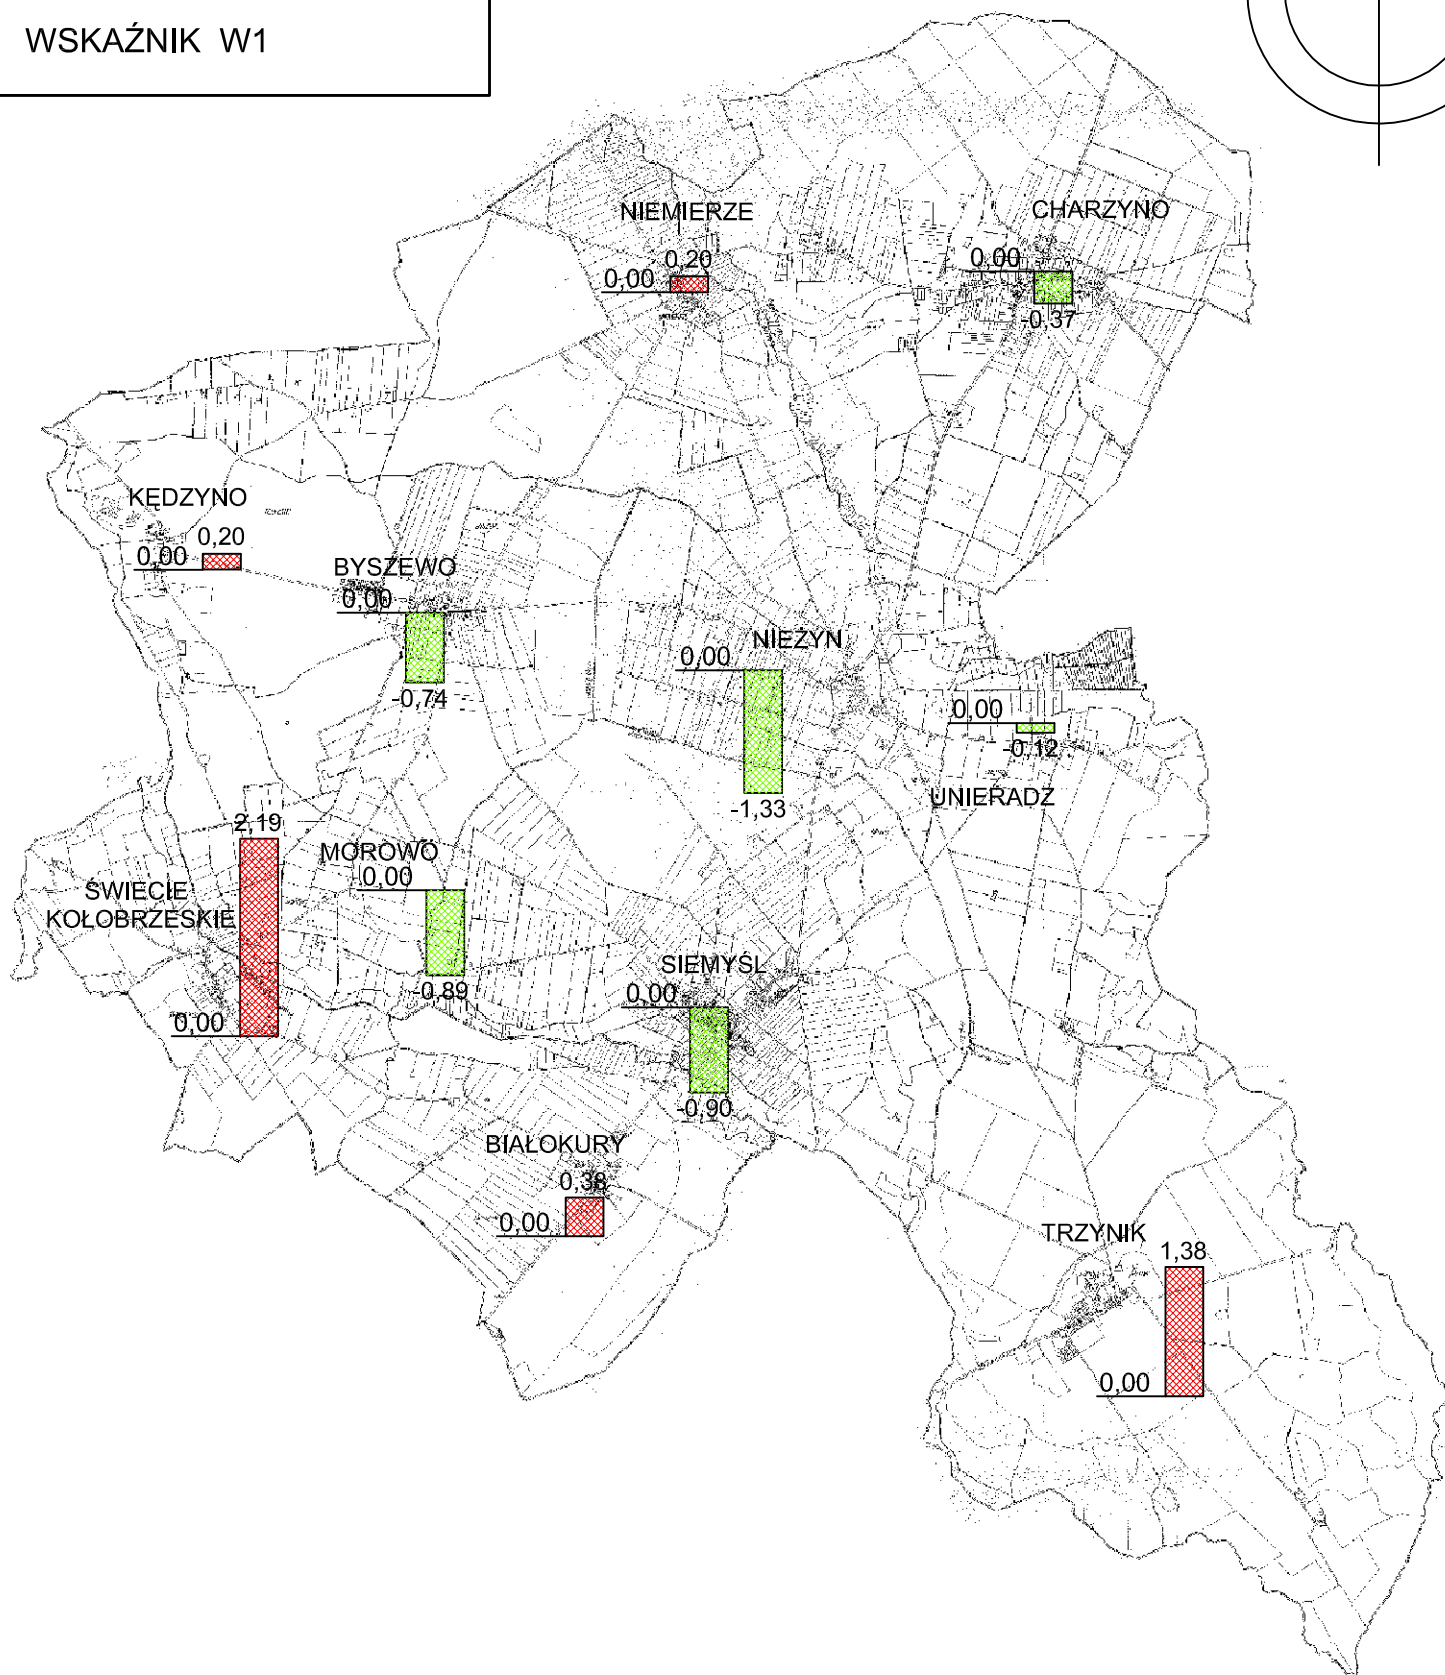 WSKAŹNIK W1
NIEMIERZE
0,20
0,00
CHARZYNO
0,00
-0,37
KĘDZYNO
0,20
0,00
BYSZEWO
0,00
-0,74
NIEŻYN
0,00
-1,33
0,00
-0,12
UNIERADZ
2,19
ŚWIECIE
KOŁOBRZESKIE
0,00
MOROWO
0,00
-0,89
SIEMYŚL
0,00
-0,90
BIAŁOKURY
0,38
0,00
TRZYNIK
1,38
0,00